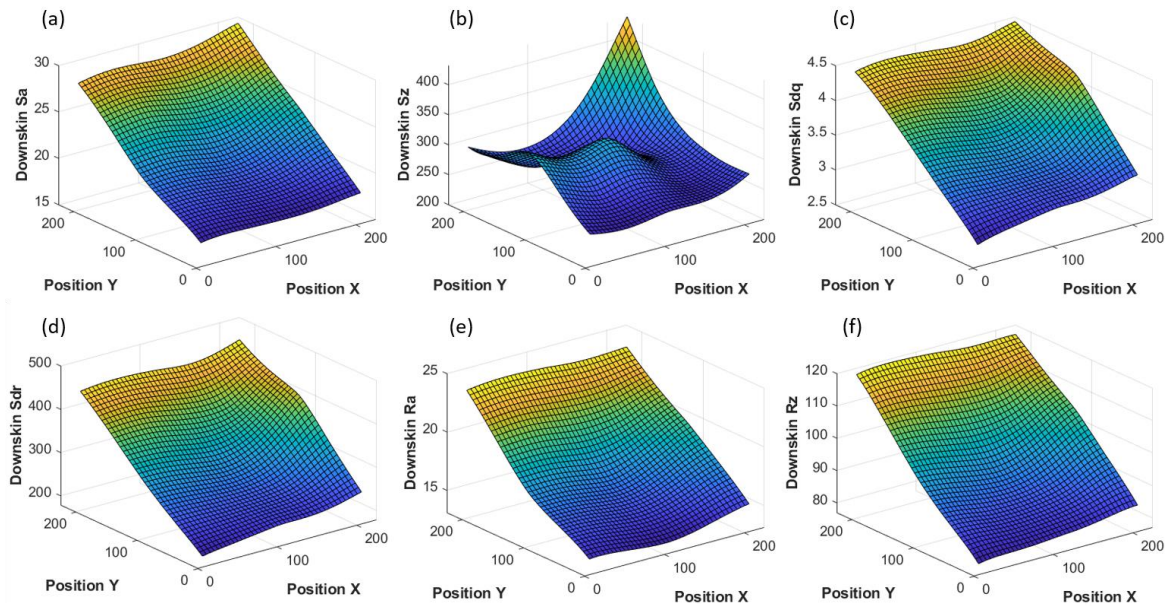 (a)
30
25
20
15
Downskin Sa
200
100
0
Position Y
0
100
200
Position X
(b)
400
350
300
250
200
Downskin Sz
200
100
0
Position Y
0
100
200
Position X
(c)
4.5
4
3.5
3
2.5
Downskin Sdq
200
100
0
Position Y
0
100
200
Position X
(d)
500
400
300
200
Downskin Sdr
200
100
0
Position Y
0
100
200
Position X
(e)
25
20
15
Downskin Ra
200
100
0
Position Y
0
100
200
Position X
(f)
120
110
100
90
80
Downskin Rz
200
100
0
Position Y
0
100
200
Position X